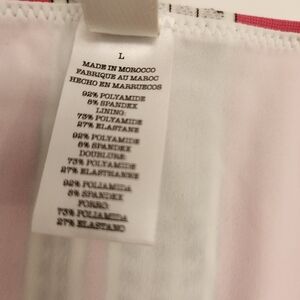 L
MADE IN MOROCCO
FABRIQUE AU MAROC
HECHO EN MARRUECOS
92% POLYAMIDE
8% SPANDEX
LINING:
73% POLYAMIDE
27% ELASTANE
92% POLYAMIDE
8% SPANDEX
DOUBLURE:
73% POLYAMIDE
27% ELASTHANNE
92% POLIAMIDA
8% SPANDEX
FORRO:
73% POLIAMIDA
27% ELASTANO